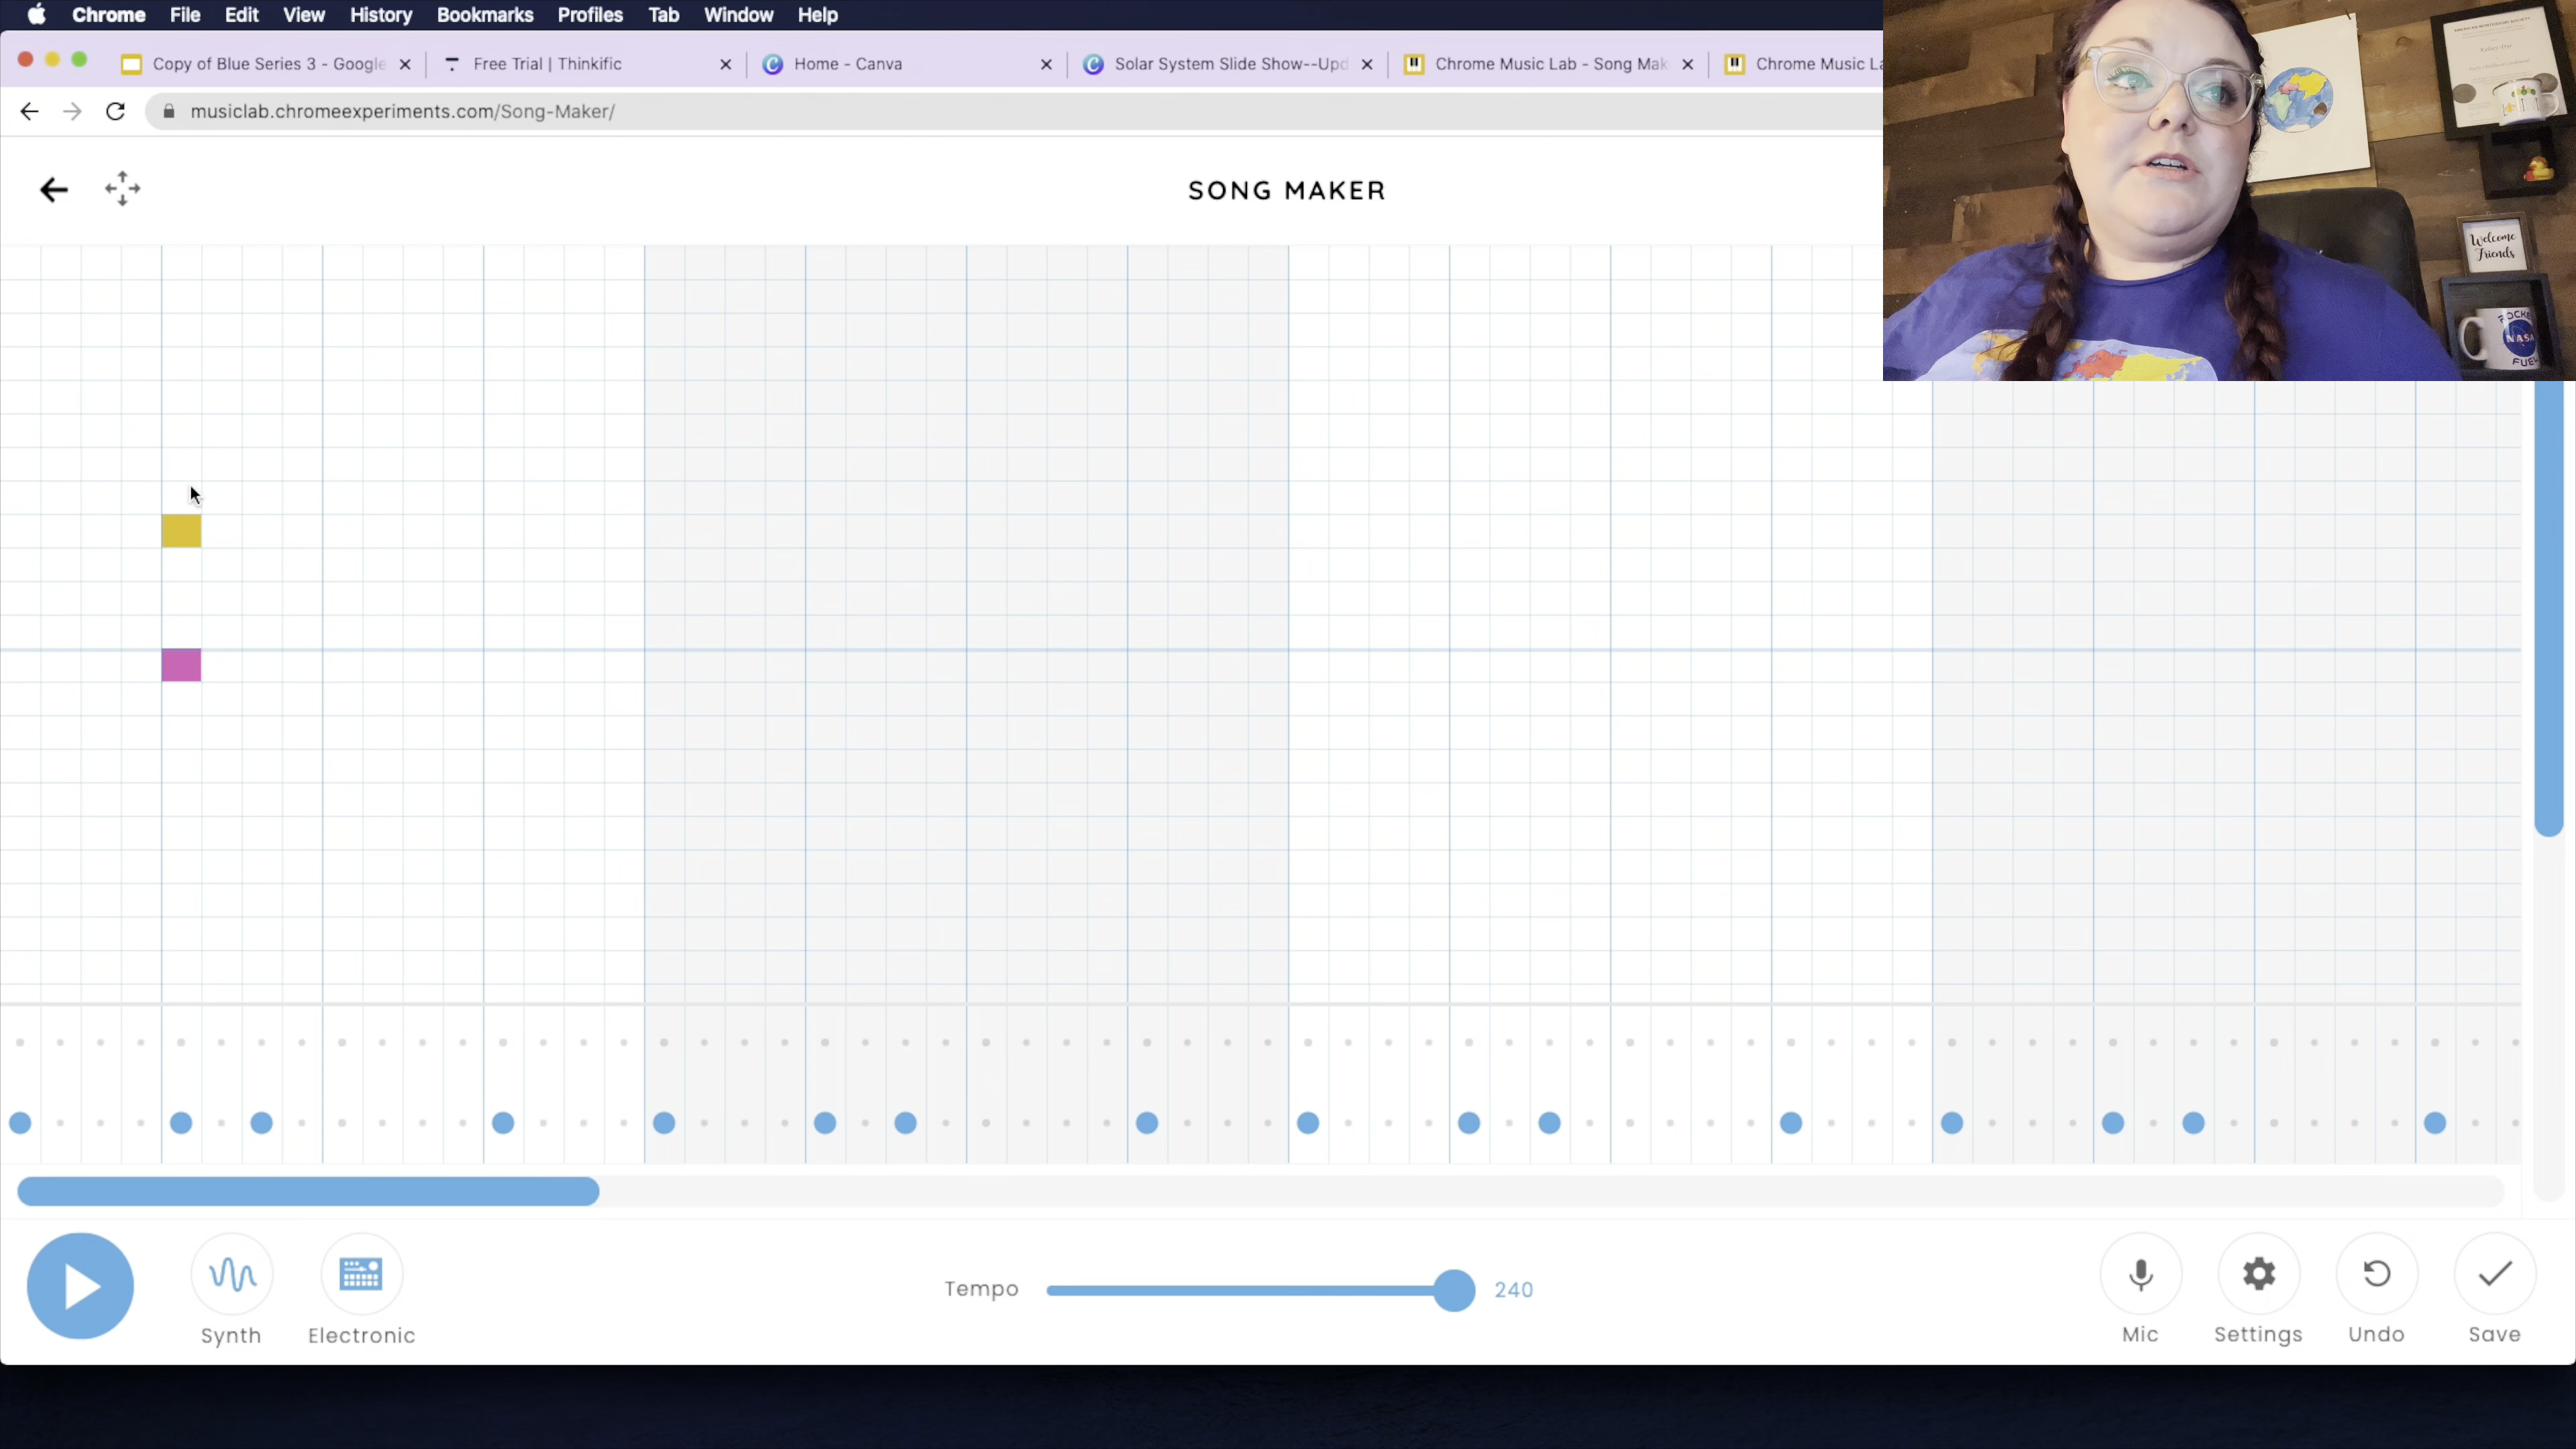 Chrome File Edit View History Bookmarks Profiles Tab Window Help
Copy of Blue Series 3 - Google
Free Trial | Thinkific
Home - Canva
Solar System Slide Show--Upd
Chrome Music Lab - Song Mak
Chrome Music La
musiclab.chromeexperiments.com/Song-Maker/
SONG MAKER
Welcome
Friends
ROCKET
NASA
FUEL
Tempo 240
Synth Electronic Mic Settings Undo Save